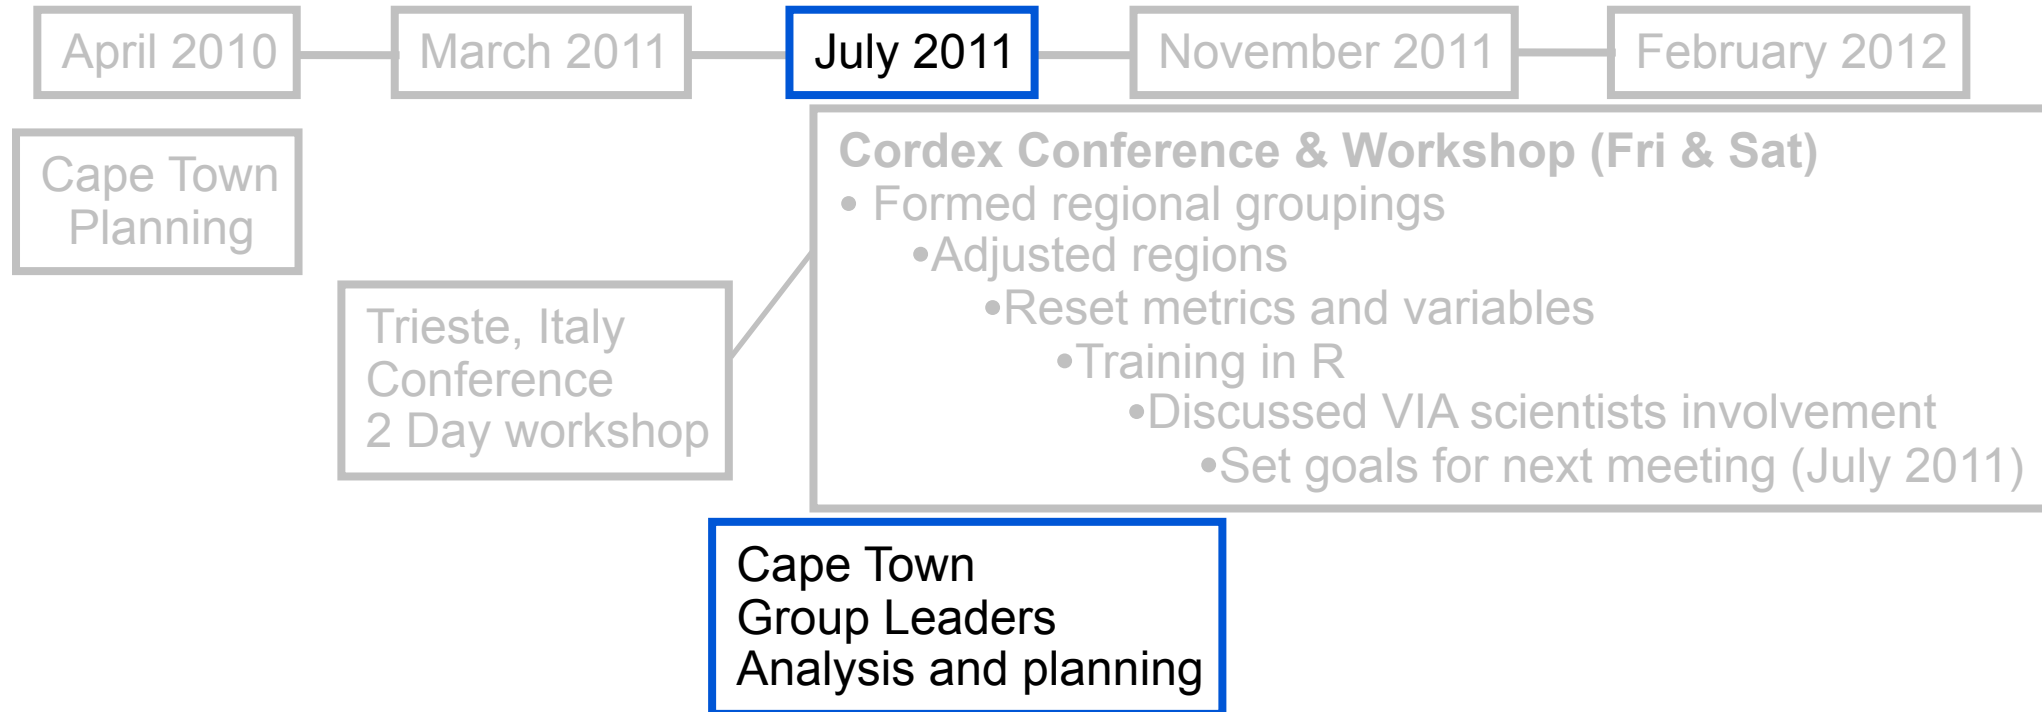 April 2010
March 2011
July 2011
November 2011
February 2012
Cape Town
Planning
Trieste, Italy
Conference
2 Day workshop
Cordex Conference & Workshop (Fri & Sat)
• Formed regional groupings
•Adjusted regions
•Reset metrics and variables
•Training in R
•Discussed VIA scientists involvement
•Set goals for next meeting (July 2011)
Cape Town
Group Leaders
Analysis and planning